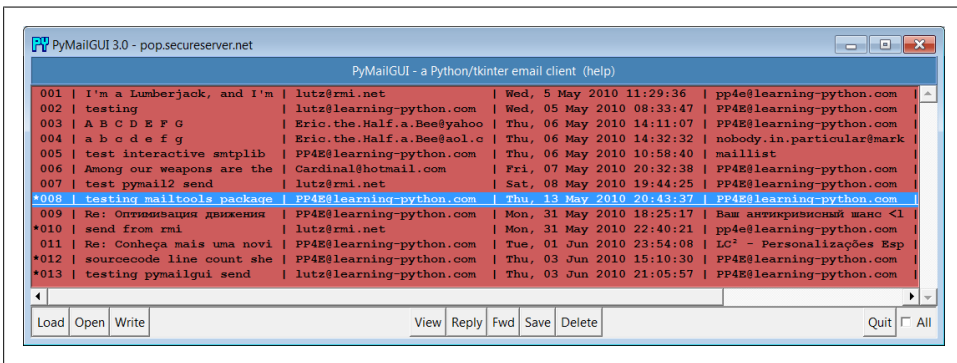 PY PyMailGUI 3.0 - pop.secureserver.net
PyMailGUI - a Python/tkinter email client (help)
001 | I'm a Lumberjack, and I'm | lutz@rmi.net | Wed, 5 May 2010 11:29:36 | pp4e@learning-python.com |
002 | testing | lutz@learning-python.com | Wed, 05 May 2010 08:33:47 | PP4E@learning-python.com |
003 | A B C D E F G | Eric.the.Half.a.Bee@yahoo | Thu, 06 May 2010 14:11:07 | PP4E@learning-python.com |
004 | a b c d e f g | Eric.the.Half.a.Bee@aol.c | Thu, 06 May 2010 14:32:32 | nobody.in.particular@mark |
005 | test interactive smtplib | PP4E@learning-python.com | Thu, 06 May 2010 10:58:40 | maillist |
006 | Among our weapons are the | Cardinal@hotmail.com | Fri, 07 May 2010 20:32:38 | PP4E@learning-python.com |
007 | test pymail2 send | lutz@rmi.net | Sat, 08 May 2010 19:44:25 | PP4E@learning-python.com |
*008 | testing mailtools package | PP4E@learning-python.com | Thu, 13 May 2010 20:43:37 | PP4E@learning-python.com |
009 | Re: Оптимизация движения | PP4E@learning-python.com | Mon, 31 May 2010 18:25:17 | Ваш антикризисный шанс <l |
*010 | send from rmi | lutz@rmi.net | Mon, 31 May 2010 22:40:21 | pp4e@learning-python.com |
011 | Re: Conheça mais uma novi | PP4E@learning-python.com | Tue, 01 Jun 2010 23:54:08 | LC² - Personalizações Esp |
*012 | sourcecode line count she | PP4E@learning-python.com | Thu, 03 Jun 2010 15:10:30 | PP4E@learning-python.com |
*013 | testing pymailgui send | lutz@learning-python.com | Thu, 03 Jun 2010 21:05:57 | PP4E@learning-python.com |
Load Open Write View Reply Fwd Save Delete Quit All